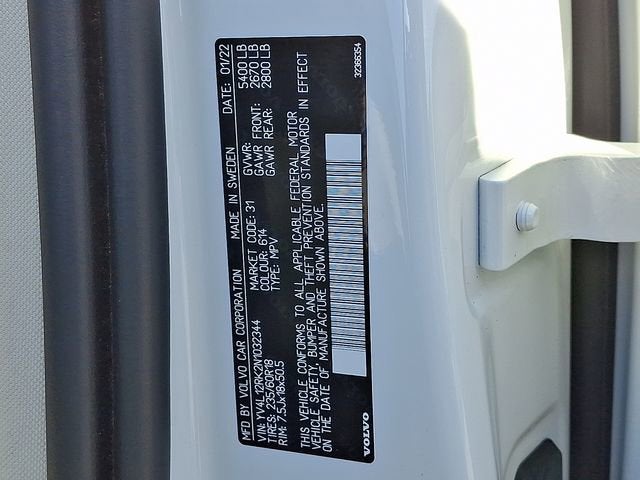 MFD BY VOLVO CAR CORPORATION MADE IN SWEDEN DATE: 01/22
VIN: YV4L12RK2N1032344 MARKET CODE: 31 GVWR: 5400 LB
TIRES: 235/60R18 COLOUR: 614 GAWR FRONT: 2670 LB
RIM: 7.5Jx18x50.5 TYPE: MPV GAWR REAR: 2800 LB
THIS VEHICLE CONFORMS TO ALL APPLICABLE FEDERAL MOTOR
VEHICLE SAFETY, BUMPER AND THEFT PREVENTION STANDARDS IN EFFECT
ON THE DATE OF MANUFACTURE SHOWN ABOVE.
VOLVO 32366354